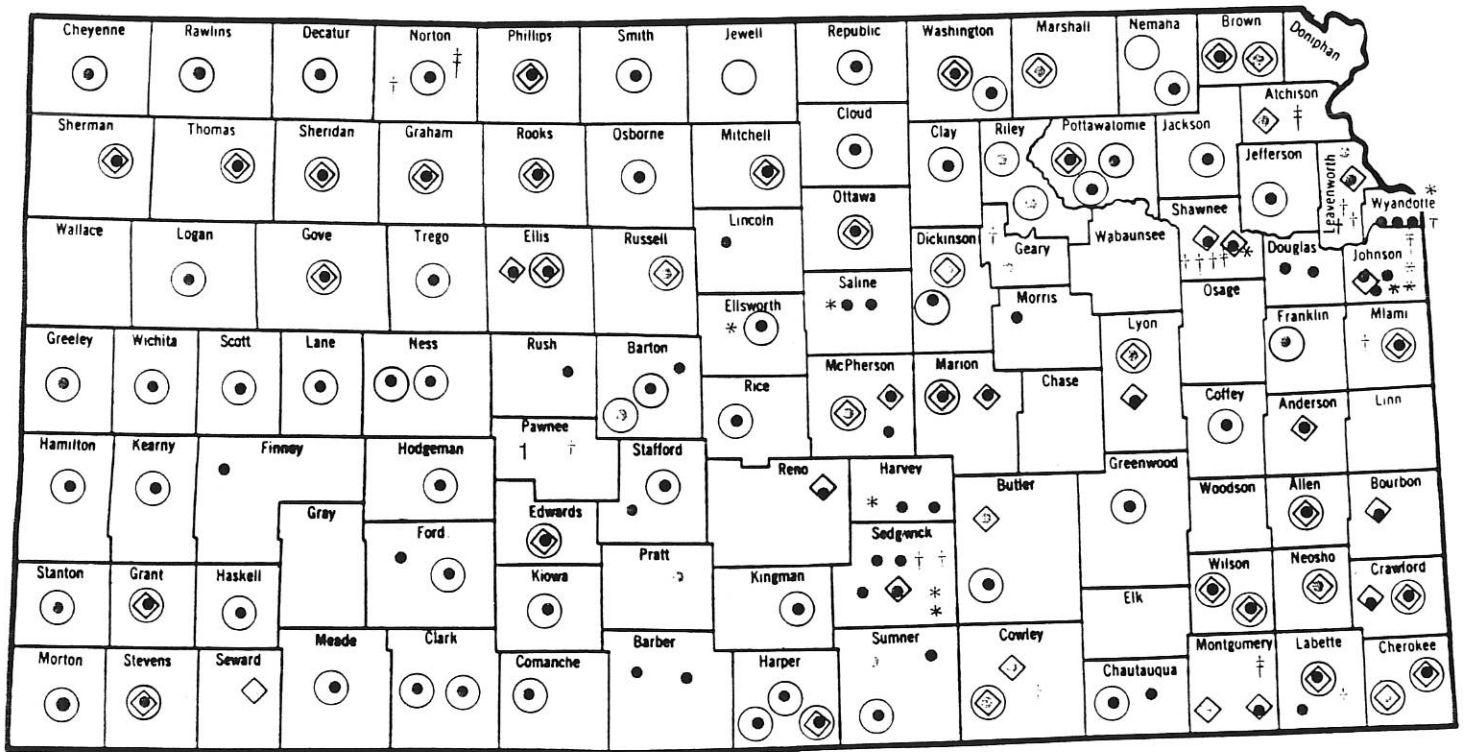 Cheyenne
Rawlins
Decatur
Norton
Phillips
Smith
Jewell
Republic
Washington
Marshall
Nemaha
Brown
Doniphan
Sherman
Thomas
Sheridan
Graham
Rooks
Osborne
Mitchell
Cloud
Clay
Riley
Pottawatomie
Jackson
Atchison
Jefferson
Leavenworth
Wyandotte
Wallace
Logan
Gove
Trego
Ellis
Russell
Lincoln
Ottawa
Dickinson
Geary
Wabaunsee
Shawnee
Douglas
Johnson
Saline
Ellsworth
Morris
Osage
Franklin
Miami
Greeley
Wichita
Scott
Lane
Ness
Rush
Barton
Rice
McPherson
Marion
Chase
Lyon
Coffey
Anderson
Linn
Hamilton
Kearny
Finney
Hodgeman
Pawnee
Stafford
Reno
Harvey
Butler
Greenwood
Woodson
Allen
Bourbon
Gray
Ford
Edwards
Pratt
Sedgwick
Stanton
Grant
Haskell
Kiowa
Kingman
Elk
Wilson
Neosho
Crawford
Morton
Stevens
Seward
Meade
Clark
Comanche
Barber
Harper
Sumner
Cowley
Chautauqua
Montgomery
Labette
Cherokee